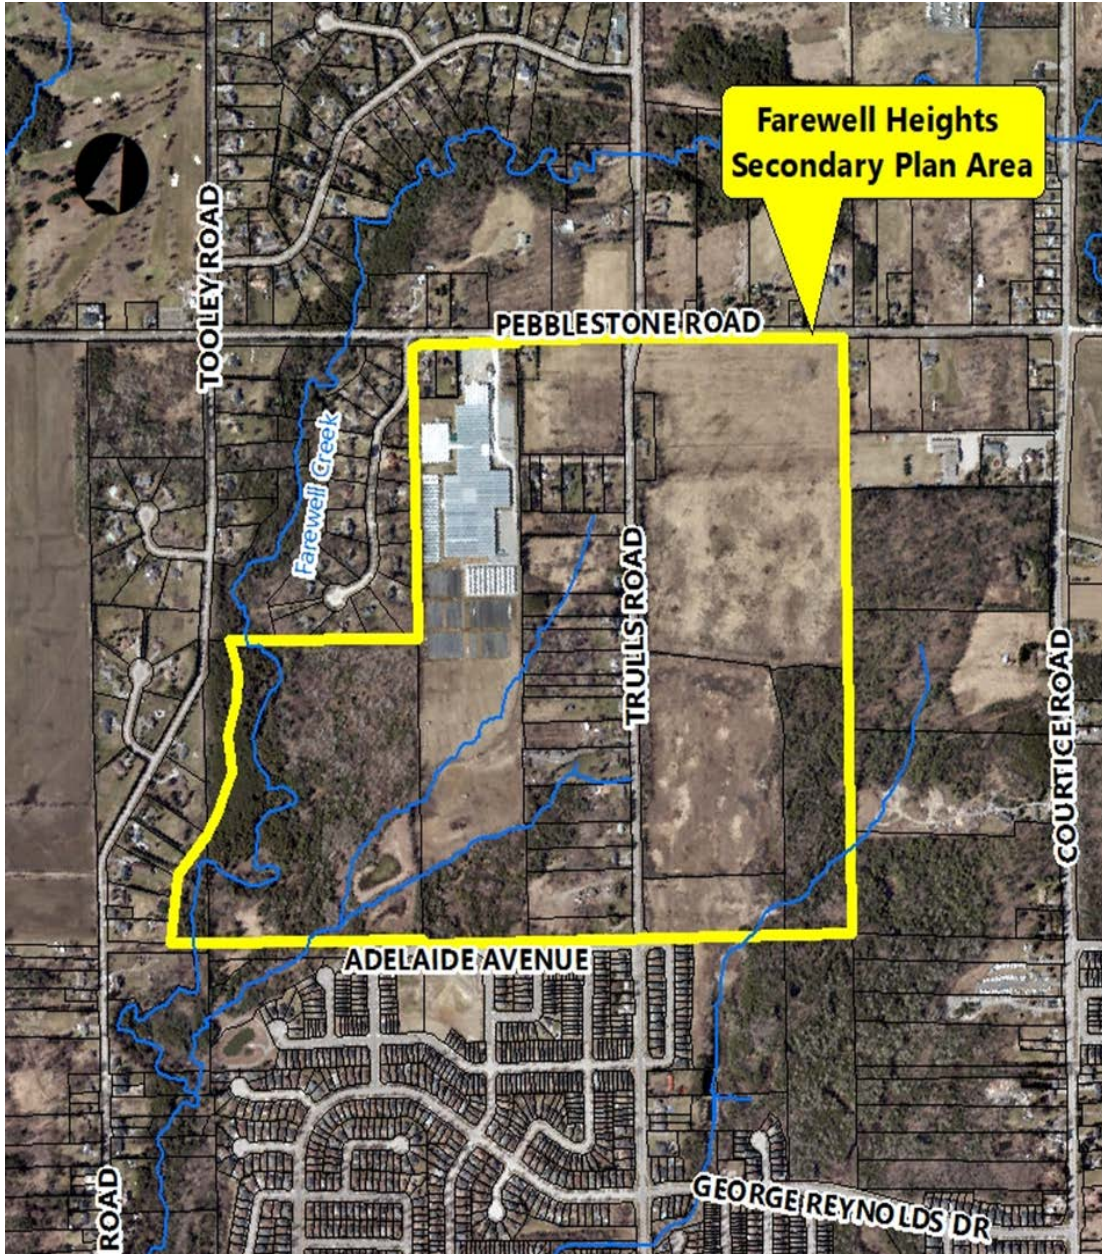 Farewell Heights
Secondary Plan Area
TOOLEY ROAD
PEBBLESTONE ROAD
Farewell Creek
TRULLS ROAD
COURTICE ROAD
ADELAIDE AVENUE
ROAD
GEORGE REYNOLDS DR